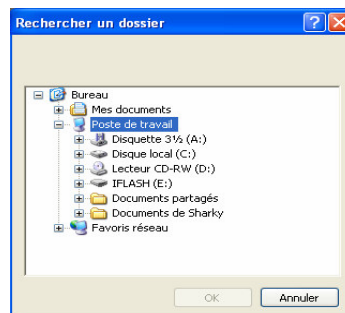 Rechercher un dossier
Bureau
Mes documents
Poste de travail
Disquette 3½ (A:)
Disque local (C:)
Lecteur CD-RW (D:)
IFLASH (E:)
Documents partagés
Documents de Sharky
Favoris réseau
OK Annuler